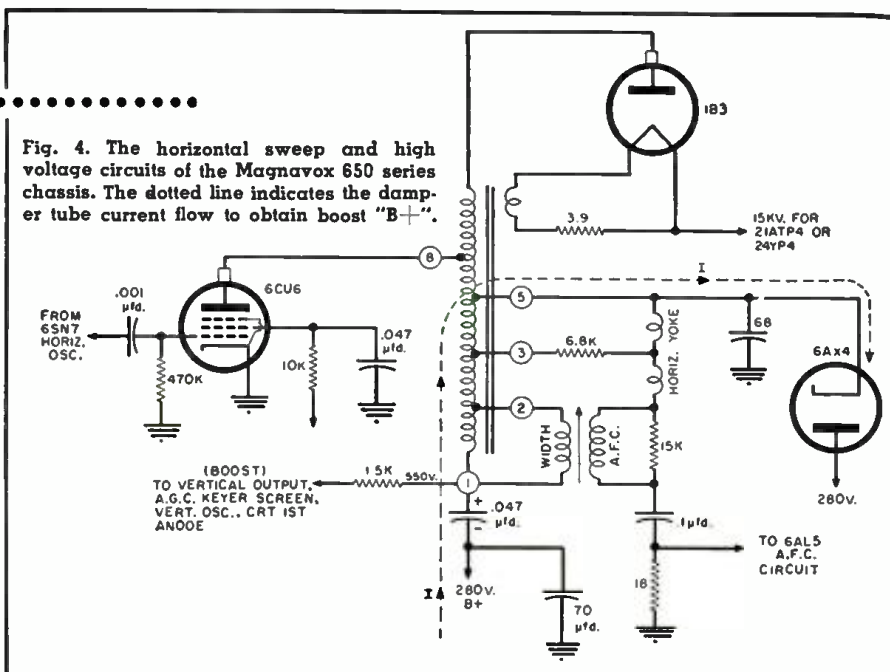 Fig. 4. The horizontal sweep and high
voltage circuits of the Magnavox 650 series
chassis. The dotted line indicates the damp-
er tube current flow to obtain boost "B+".
1B3
3.9
15KV. FOR
21ATP4 OR
24YP4
8
6CU6
.001
µfd.
FROM
6SN7
HORIZ.
OSC.
470K
10K
.047
µfd.
I
5
6.8K
3
HORIZ. YOKE
68
6AX4
2
WIDTH
A.F.C.
15K
280V.
(BOOST)
TO VERTICAL OUTPUT,
A.G.C. KEYER SCREEN,
VERT. OSC., CRT 1ST
ANODE
1.5K
550V.
1
+
.047
µfd.
-
.1µfd.
TO 6AL5
A.F.C.
CIRCUIT
18
I
280V.
B+
70
µfd.